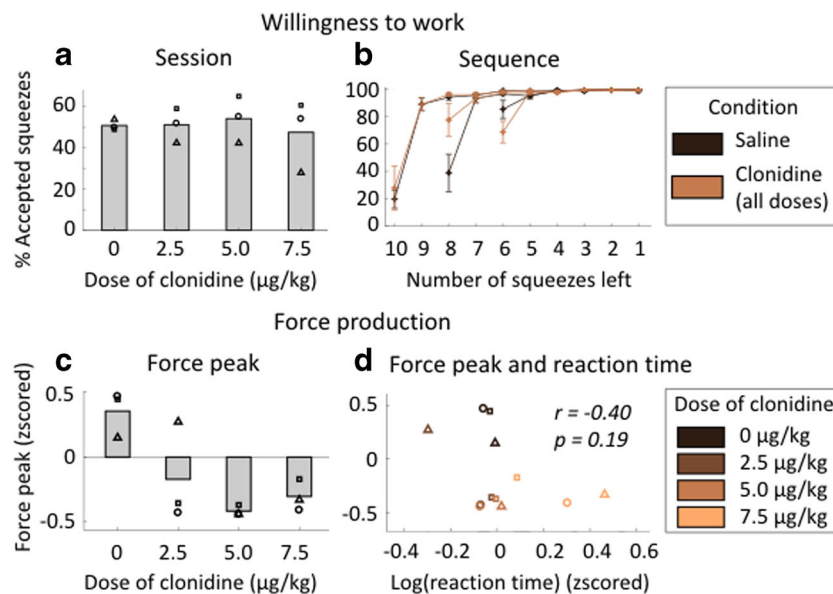 Willingness to work
a
Session
% Accepted squeezes
60
40
20
0
0 2.5 5.0 7.5
Dose of clonidine (µg/kg)
b
Sequence
100
80
60
40
20
0
10 9 8 7 6 5 4 3 2 1
Number of squeezes left
Condition
Saline
Clonidine
(all doses)
Force production
c
Force peak
Force peak (zscored)
0.5
0
-0.5
0 2.5 5.0 7.5
Dose of clonidine (µg/kg)
d
Force peak and reaction time
r = -0.40
p = 0.19
0.5
0
-0.5
-0.4 -0.2 0 0.2 0.4 0.6
Log(reaction time) (zscored)
Dose of clonidine
0 µg/kg
2.5 µg/kg
5.0 µg/kg
7.5 µg/kg